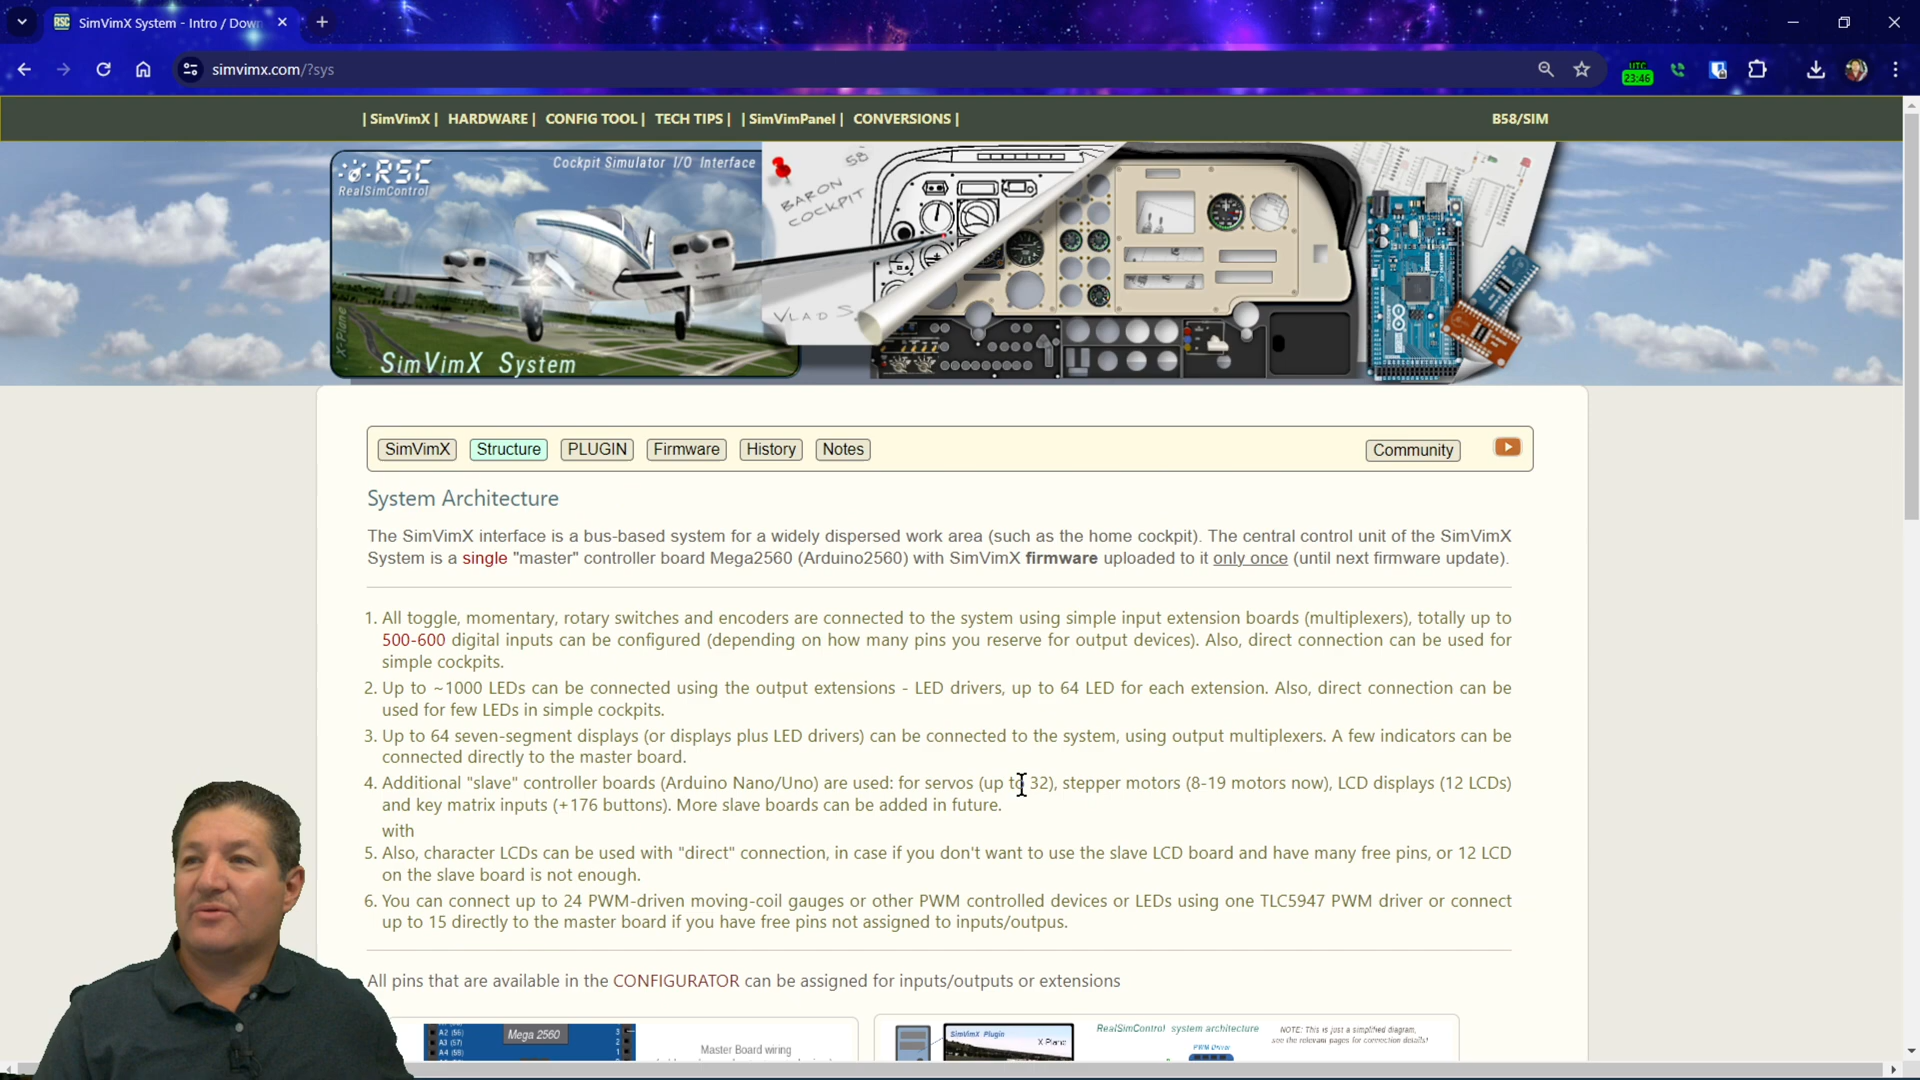 SimVimX System - Intro / Dow
simvimx.com/?sys
UTC
23:46
| SimVimX | HARDWARE | CONFIG TOOL | TECH TIPS | | SimVimPanel | CONVERSIONS |
B58/SIM
RSC
RealSimControl
Cockpit Simulator I/O Interface
BARON 58
COCKPIT
VLAD S.
X-Plane
SimVimX System
SimVimX Structure PLUGIN Firmware History Notes Community
System Architecture
The SimVimX interface is a bus-based system for a widely dispersed work area (such as the home cockpit). The central control unit of the SimVimX
System is a single "master" controller board Mega2560 (Arduino2560) with SimVimX firmware uploaded to it only once (until next firmware update).
1. All toggle, momentary, rotary switches and encoders are connected to the system using simple input extension boards (multiplexers), totally up to
500-600 digital inputs can be configured (depending on how many pins you reserve for output devices). Also, direct connection can be used for
simple cockpits.
2. Up to ~1000 LEDs can be connected using the output extensions - LED drivers, up to 64 LED for each extension. Also, direct connection can be
used for few LEDs in simple cockpits.
3. Up to 64 seven-segment displays (or displays plus LED drivers) can be connected to the system, using output multiplexers. A few indicators can be
connected directly to the master board.
4. Additional "slave" controller boards (Arduino Nano/Uno) are used: for servos (up to 32), stepper motors (8-19 motors now), LCD displays (12 LCDs)
and key matrix inputs (+176 buttons). More slave boards can be added in future.
with
5. Also, character LCDs can be used with "direct" connection, in case if you don't want to use the slave LCD board and have many free pins, or 12 LCD
on the slave board is not enough.
6. You can connect up to 24 PWM-driven moving-coil gauges or other PWM controlled devices or LEDs using one TLC5947 PWM driver or connect
up to 15 directly to the master board if you have free pins not assigned to inputs/outpus.
All pins that are available in the CONFIGURATOR can be assigned for inputs/outputs or extensions
A2 (56)
A3 (57)
A4 (58)
Mega 2560
3
2
1
Master Board wiring
SimVimX Plugin
X Plane
RealSimControl system architecture
PWM Driver
NOTE: This is just a simplified diagram,
see the relevant pages for connection details!